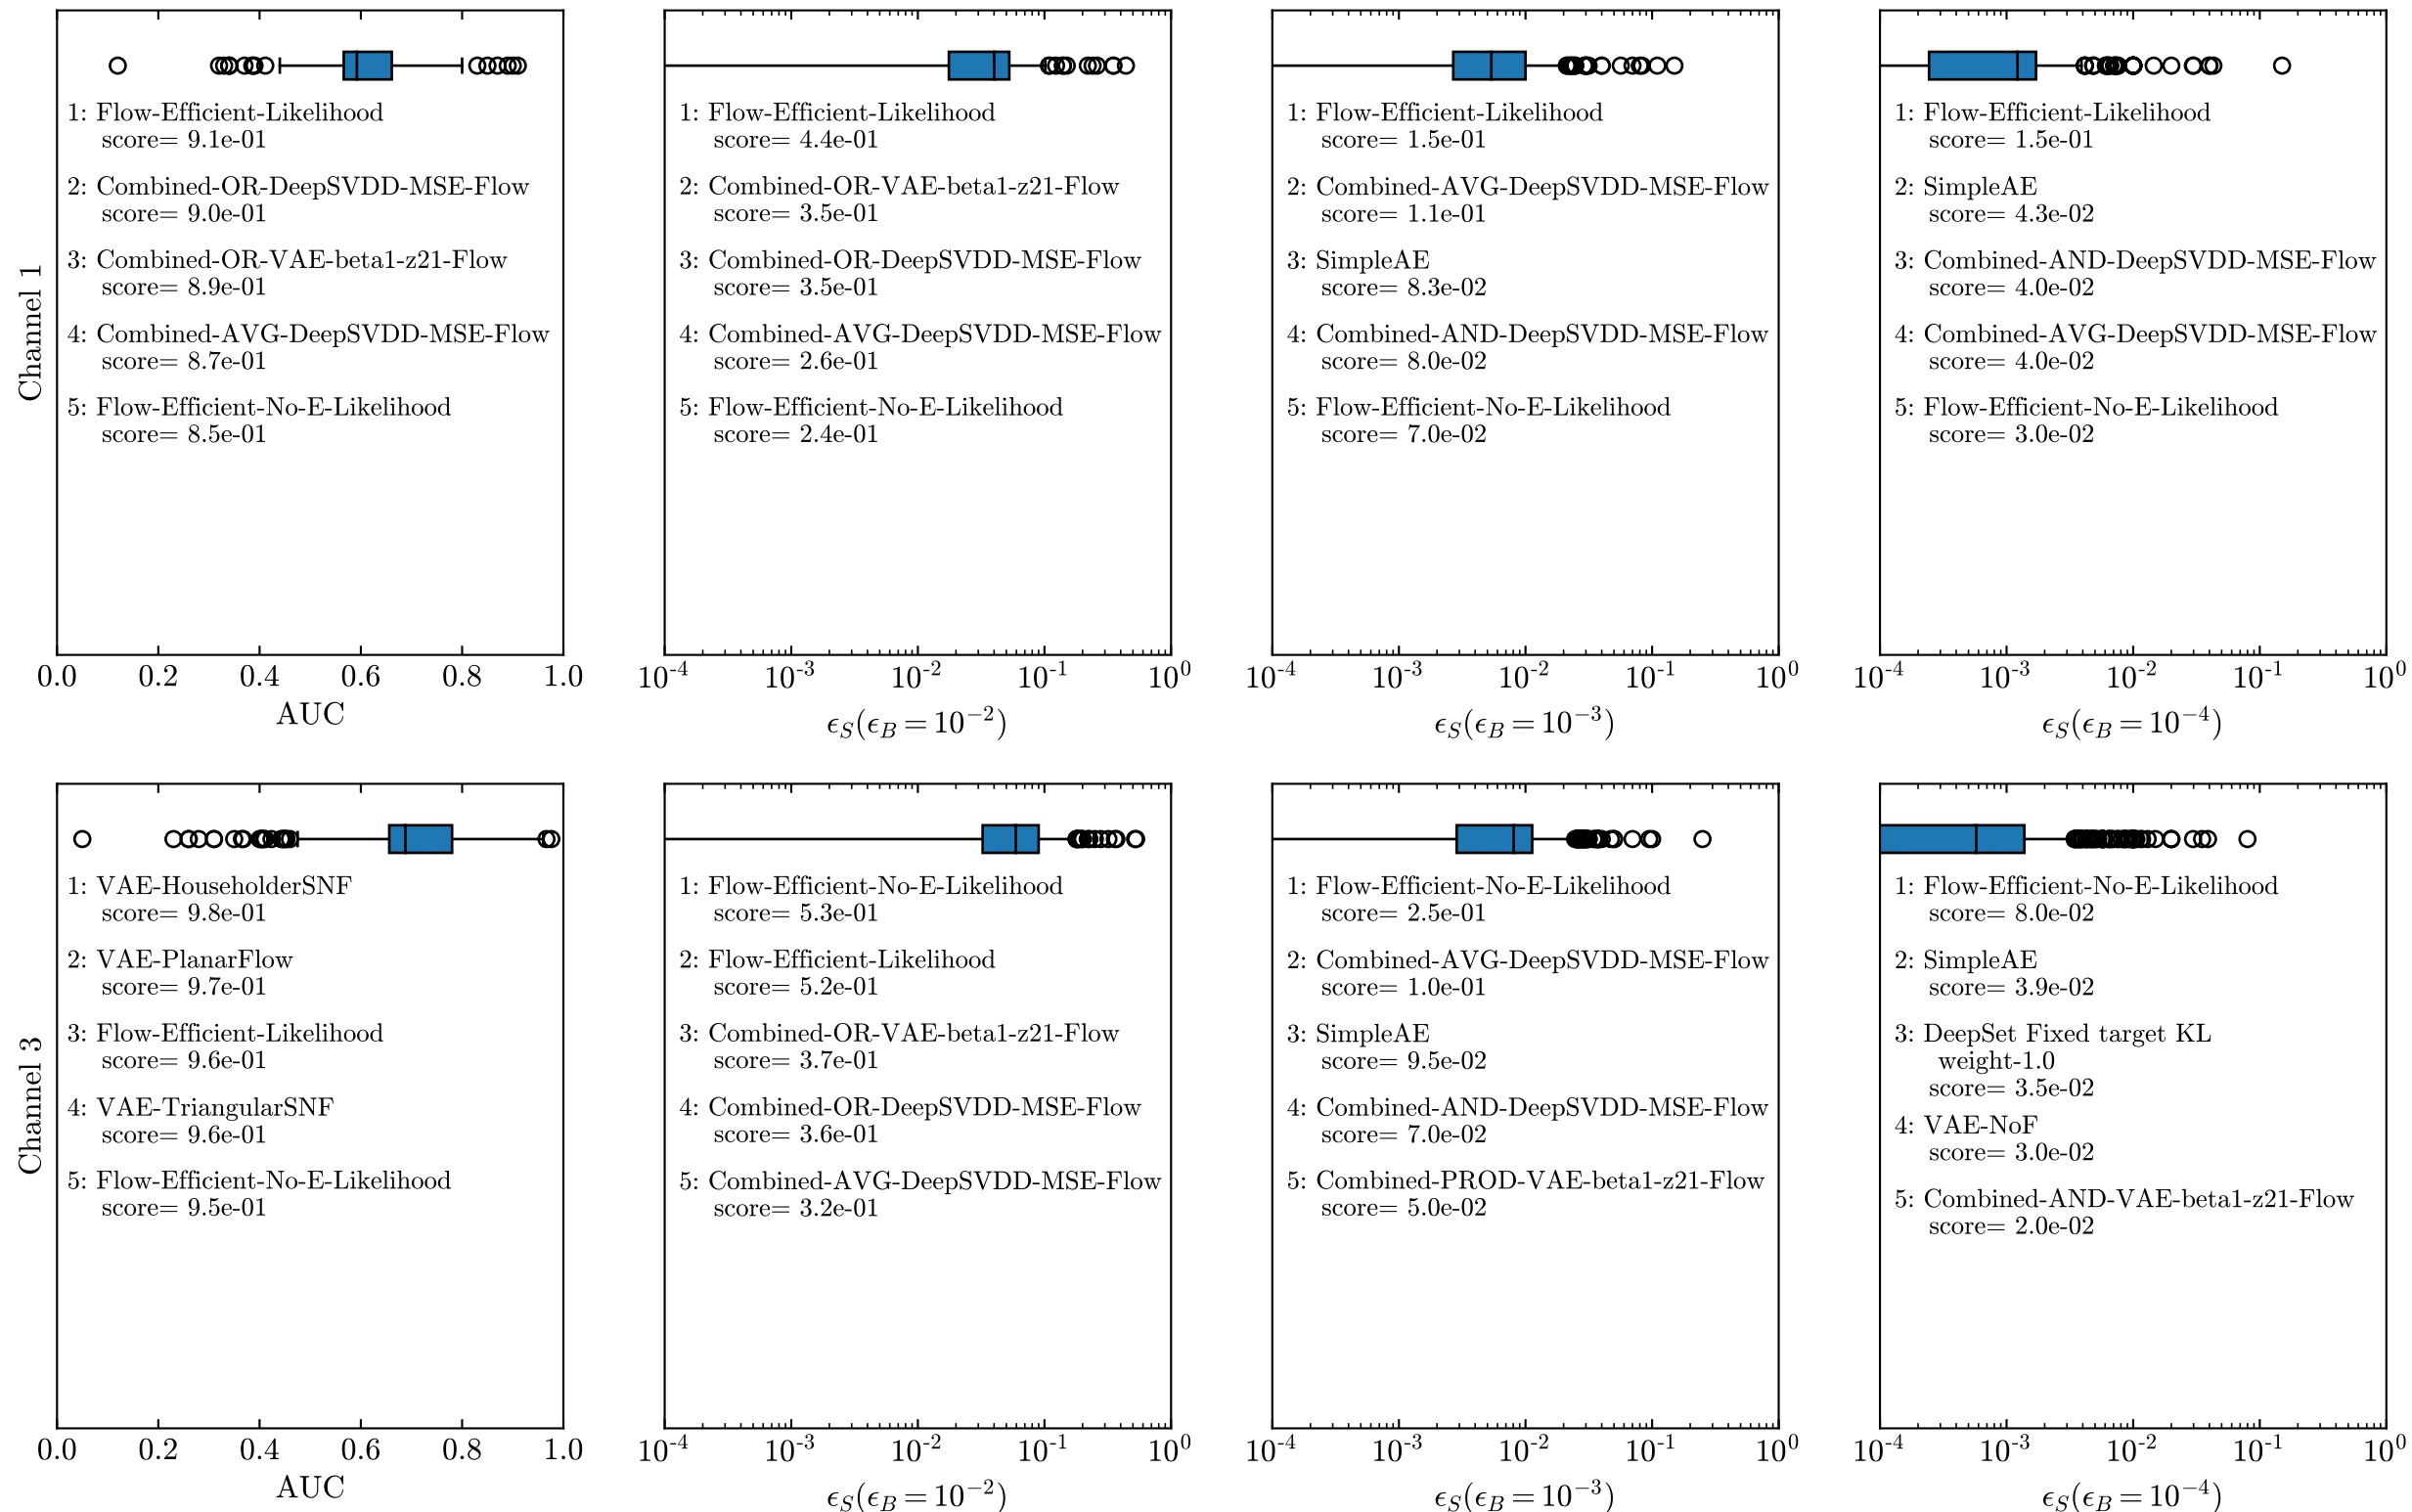 Channel 1
1: Flow-Efficient-Likelihood
score= 9.1e-01
2: Combined-OR-DeepSVDD-MSE-Flow
score= 9.0e-01
3: Combined-OR-VAE-beta1-z21-Flow
score= 8.9e-01
4: Combined-AVG-DeepSVDD-MSE-Flow
score= 8.7e-01
5: Flow-Efficient-No-E-Likelihood
score= 8.5e-01
0.0 0.2 0.4 0.6 0.8 1.0
AUC
1: Flow-Efficient-Likelihood
score= 4.4e-01
2: Combined-OR-VAE-beta1-z21-Flow
score= 3.5e-01
3: Combined-OR-DeepSVDD-MSE-Flow
score= 3.5e-01
4: Combined-AVG-DeepSVDD-MSE-Flow
score= 2.6e-01
5: Flow-Efficient-No-E-Likelihood
score= 2.4e-01
10⁻⁴ 10⁻³ 10⁻² 10⁻¹ 10⁰
ϵ_S(ϵ_B = 10⁻²)
1: Flow-Efficient-Likelihood
score= 1.5e-01
2: Combined-AVG-DeepSVDD-MSE-Flow
score= 1.1e-01
3: SimpleAE
score= 8.3e-02
4: Combined-AND-DeepSVDD-MSE-Flow
score= 8.0e-02
5: Flow-Efficient-No-E-Likelihood
score= 7.0e-02
10⁻⁴ 10⁻³ 10⁻² 10⁻¹ 10⁰
ϵ_S(ϵ_B = 10⁻³)
1: Flow-Efficient-Likelihood
score= 1.5e-01
2: SimpleAE
score= 4.3e-02
3: Combined-AND-DeepSVDD-MSE-Flow
score= 4.0e-02
4: Combined-AVG-DeepSVDD-MSE-Flow
score= 4.0e-02
5: Flow-Efficient-No-E-Likelihood
score= 3.0e-02
10⁻⁴ 10⁻³ 10⁻² 10⁻¹ 10⁰
ϵ_S(ϵ_B = 10⁻⁴)
Channel 3
1: VAE-HouseholderSNF
score= 9.8e-01
2: VAE-PlanarFlow
score= 9.7e-01
3: Flow-Efficient-Likelihood
score= 9.6e-01
4: VAE-TriangularSNF
score= 9.6e-01
5: Flow-Efficient-No-E-Likelihood
score= 9.5e-01
0.0 0.2 0.4 0.6 0.8 1.0
AUC
1: Flow-Efficient-No-E-Likelihood
score= 5.3e-01
2: Flow-Efficient-Likelihood
score= 5.2e-01
3: Combined-OR-VAE-beta1-z21-Flow
score= 3.7e-01
4: Combined-OR-DeepSVDD-MSE-Flow
score= 3.6e-01
5: Combined-AVG-DeepSVDD-MSE-Flow
score= 3.2e-01
10⁻⁴ 10⁻³ 10⁻² 10⁻¹ 10⁰
ϵ_S(ϵ_B = 10⁻²)
1: Flow-Efficient-No-E-Likelihood
score= 2.5e-01
2: Combined-AVG-DeepSVDD-MSE-Flow
score= 1.0e-01
3: SimpleAE
score= 9.5e-02
4: Combined-AND-DeepSVDD-MSE-Flow
score= 7.0e-02
5: Combined-PROD-VAE-beta1-z21-Flow
score= 5.0e-02
10⁻⁴ 10⁻³ 10⁻² 10⁻¹ 10⁰
ϵ_S(ϵ_B = 10⁻³)
1: Flow-Efficient-No-E-Likelihood
score= 8.0e-02
2: SimpleAE
score= 3.9e-02
3: DeepSet Fixed target KL
weight-1.0
score= 3.5e-02
4: VAE-NoF
score= 3.0e-02
5: Combined-AND-VAE-beta1-z21-Flow
score= 2.0e-02
10⁻⁴ 10⁻³ 10⁻² 10⁻¹ 10⁰
ϵ_S(ϵ_B = 10⁻⁴)